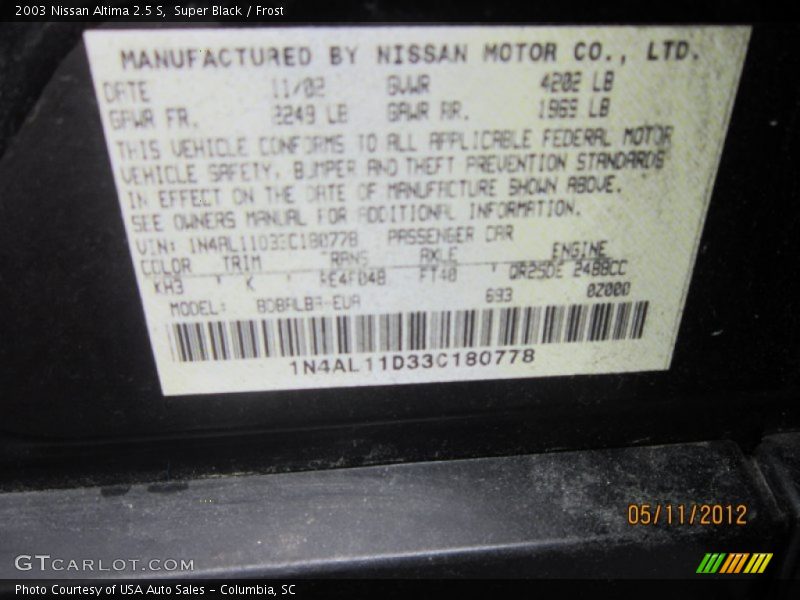 2003 Nissan Altima 2.5 S, Super Black / Frost
MANUFACTURED BY NISSAN MOTOR CO., LTD.
DATE 11/02 GVWR 4202 LB
GAWR FR. 2249 LB GAWR RR. 1969 LB
THIS VEHICLE CONFORMS TO ALL APPLICABLE FEDERAL MOTOR
VEHICLE SAFETY, BUMPER AND THEFT PREVENTION STANDARDS
IN EFFECT ON THE DATE OF MANUFACTURE SHOWN ABOVE.
SEE OWNERS MANUAL FOR ADDITIONAL INFORMATION.
VIN: 1N4AL11D33C180778 PASSENGER CAR
COLOR TRIM TRANS AXLE ENGINE
KH3 K RE4F04B FT40 QR25DE 2488CC
MODEL: 693 0Z000
1N4AL11D33C180778
05/11/2012
GTCARLOT.COM
Photo Courtesy of USA Auto Sales - Columbia, SC